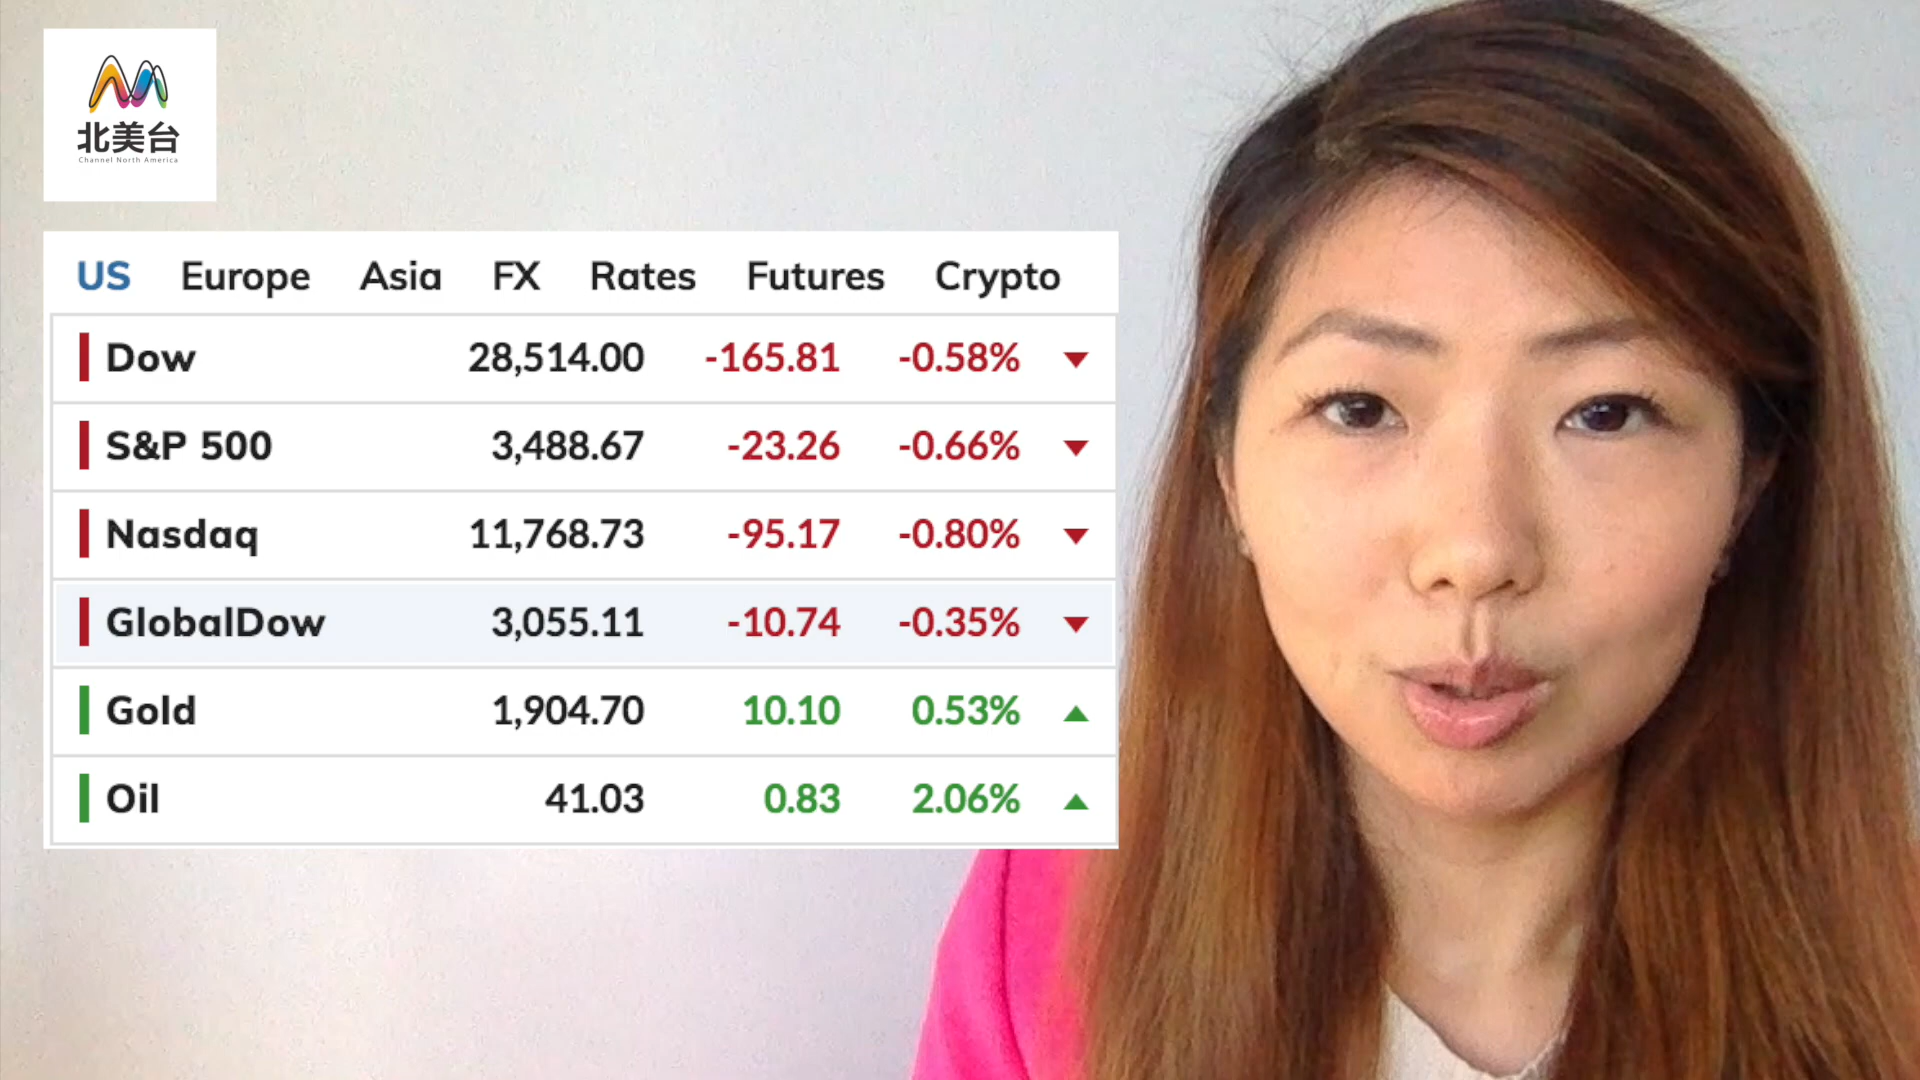 北美台
Channel North America
US Europe Asia FX Rates Futures Crypto
Dow 28,514.00 -165.81 -0.58% ▼
S&P 500 3,488.67 -23.26 -0.66% ▼
Nasdaq 11,768.73 -95.17 -0.80% ▼
GlobalDow 3,055.11 -10.74 -0.35% ▼
Gold 1,904.70 10.10 0.53% ▲
Oil 41.03 0.83 2.06% ▲